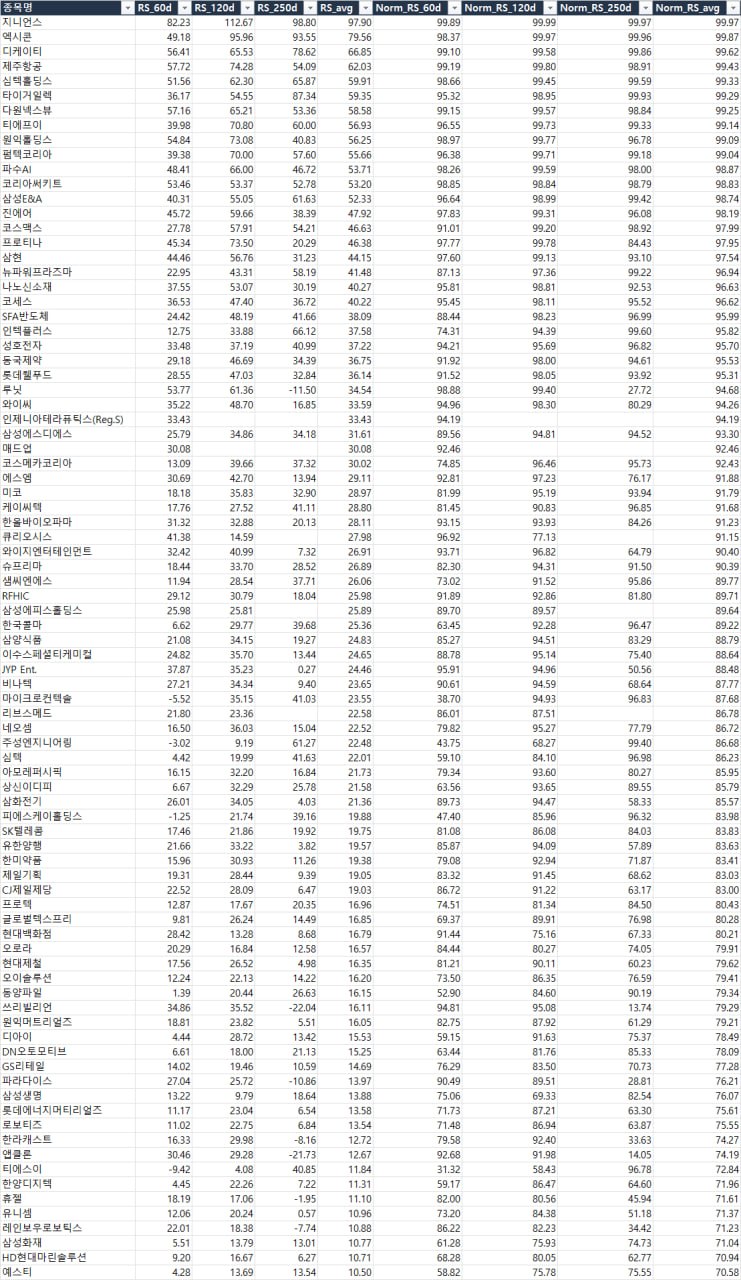 종목명 RS_60d RS_120d RS_250d RS_avg Norm_RS_60d Norm_RS_120d Norm_RS_250d Norm_RS_avg
지니언스 82.23 112.67 98.80 97.90 99.89 99.99 99.97 99.97
엑시콘 49.18 95.96 93.55 79.56 98.37 99.97 99.96 99.87
디케이티 56.41 65.53 78.62 66.85 99.10 99.58 99.86 99.62
제주항공 57.72 74.28 54.09 62.03 99.19 99.80 98.91 99.43
심텍홀딩스 51.56 62.30 65.87 59.91 98.66 99.45 99.59 99.33
타이거일렉 36.17 54.55 87.34 59.35 95.32 98.95 99.93 99.29
다원넥스뷰 57.16 65.21 53.36 58.58 99.15 99.57 98.84 99.25
티에프이 39.98 70.80 60.00 56.93 96.55 99.73 99.33 99.14
원익홀딩스 54.84 73.08 40.83 56.25 98.97 99.77 96.78 99.09
펌텍코리아 39.38 70.00 57.60 55.66 96.38 99.71 99.18 99.04
파수AI 48.41 66.00 46.72 53.71 98.26 99.59 98.00 98.87
코리아써키트 53.46 53.37 52.78 53.20 98.85 98.84 98.79 98.83
삼성E&A 40.31 55.05 61.63 52.33 96.64 98.99 99.42 98.74
진에어 45.72 59.66 38.39 47.92 97.83 99.31 96.08 98.19
코스맥스 27.78 57.91 54.21 46.63 91.01 99.20 98.92 97.99
프로티나 45.34 73.50 20.29 46.38 97.77 99.78 84.43 97.95
삼현 44.46 56.76 31.23 44.15 97.60 99.13 93.10 97.54
뉴파워프라즈마 22.95 43.31 58.19 41.48 87.13 97.36 99.22 96.94
나노신소재 37.55 53.07 30.19 40.27 95.81 98.81 92.53 96.63
코세스 36.53 47.40 36.72 40.22 95.45 98.11 95.52 96.62
SFA반도체 24.42 48.19 41.66 38.09 88.44 98.23 96.99 95.99
인텍플러스 12.75 33.88 66.12 37.58 74.31 94.39 99.60 95.82
성호전자 33.48 37.19 40.99 37.22 94.21 95.69 96.82 95.70
동국제약 29.18 46.69 34.39 36.75 91.92 98.00 94.61 95.53
롯데웰푸드 28.55 47.03 32.84 36.14 91.52 98.05 93.92 95.31
루닛 53.77 61.36 -11.50 34.54 98.88 99.40 27.72 94.68
와이씨 35.22 48.70 16.85 33.59 94.96 98.30 80.29 94.26
인제니아테라퓨틱스(Reg.S) 33.43 33.43 94.19 94.19
삼성에스디에스 25.79 34.86 34.18 31.61 89.56 94.81 94.52 93.30
매드업 30.08 30.08 92.46 92.46
코스메카코리아 13.09 39.66 37.32 30.02 74.85 96.46 95.73 92.43
에스엠 30.69 42.70 13.94 29.11 92.81 97.23 76.17 91.88
미코 18.18 35.83 32.90 28.97 81.99 95.19 93.94 91.79
케이씨텍 17.76 27.52 41.11 28.80 81.45 90.83 96.85 91.68
한올바이오파마 31.32 32.88 20.13 28.11 93.15 93.93 84.26 91.23
큐리오시스 41.38 14.59 27.98 96.92 77.13 91.15
와이지엔터테인먼트 32.42 40.99 7.32 26.91 93.71 96.82 64.79 90.40
슈프리마 18.44 33.70 28.52 26.89 82.30 94.31 91.50 90.39
샘씨엔에스 11.94 28.54 37.71 26.06 73.02 91.52 95.86 89.77
RFHIC 29.12 30.79 18.04 25.98 91.89 92.86 81.80 89.71
삼성에피스홀딩스 25.98 25.81 25.89 89.70 89.57 89.64
한국콜마 6.62 29.77 39.68 25.36 63.45 92.28 96.47 89.22
삼양식품 21.08 34.15 19.27 24.83 85.27 94.51 83.29 88.79
이수스페셜티케미컬 24.82 35.70 13.44 24.65 88.78 95.14 75.40 88.64
JYP Ent. 37.87 35.23 0.27 24.46 95.91 94.96 50.56 88.48
비나텍 27.21 34.34 9.40 23.65 90.61 94.59 68.64 87.77
마이크로컨텍솔 -5.52 35.15 41.03 23.55 38.70 94.93 96.83 87.68
리브스메드 21.80 23.36 22.58 86.01 87.51 86.78
네오셈 16.50 36.03 15.04 22.52 79.82 95.27 77.79 86.72
주성엔지니어링 -3.02 9.19 61.27 22.48 43.75 68.27 99.40 86.68
심텍 4.42 19.99 41.63 22.01 59.10 84.10 96.98 86.23
아모레퍼시픽 16.15 32.20 16.84 21.73 79.34 93.60 80.27 85.95
상신이디피 6.67 32.29 25.78 21.58 63.56 93.65 89.55 85.79
삼화전기 26.01 34.05 4.03 21.36 89.73 94.47 58.33 85.57
피에스케이홀딩스 -1.25 21.74 39.16 19.88 47.40 85.96 96.32 83.98
SK텔레콤 17.46 21.86 19.92 19.75 81.08 86.08 84.03 83.83
유한양행 21.66 33.22 3.82 19.57 85.87 94.09 57.89 83.63
한미약품 15.96 30.93 11.26 19.38 79.08 92.94 71.87 83.41
제일기획 19.31 28.44 9.39 19.05 83.32 91.45 68.62 83.03
CJ제일제당 22.52 28.09 6.47 19.03 86.72 91.22 63.17 83.00
프로텍 12.87 17.67 20.35 16.96 74.51 81.34 84.50 80.43
글로벌텍스프리 9.81 26.24 14.49 16.85 69.37 89.91 76.98 80.28
현대백화점 28.42 13.28 8.68 16.79 91.44 75.16 67.33 80.21
오로라 20.29 16.84 12.58 16.57 84.44 80.27 74.05 79.91
현대제철 17.56 26.52 4.98 16.35 81.21 90.11 60.23 79.62
오이솔루션 12.24 22.13 14.22 16.20 73.50 86.35 76.59 79.41
동양파일 1.39 20.44 26.63 16.15 52.90 84.60 90.19 79.34
쓰리빌리언 34.86 35.52 -22.04 16.11 94.81 95.08 13.74 79.29
원익머트리얼즈 18.81 23.82 5.51 16.05 82.75 87.92 61.29 79.21
디아이 4.44 28.72 13.42 15.53 59.15 91.63 75.37 78.49
DN오토모티브 6.61 18.00 21.13 15.25 63.44 81.76 85.33 78.09
GS리테일 14.02 19.46 10.59 14.69 76.29 83.50 70.73 77.28
파라다이스 27.04 25.72 -10.86 13.97 90.49 89.51 28.81 76.21
삼성생명 13.22 9.79 18.64 13.88 75.06 69.33 82.54 76.07
롯데에너지머티리얼즈 11.17 23.04 6.54 13.58 71.73 87.21 63.30 75.61
로보티즈 11.02 22.75 6.84 13.54 71.48 86.94 63.87 75.55
한라캐스트 16.33 29.98 -8.16 12.72 79.58 92.40 33.63 74.27
앱클론 30.46 29.28 -21.73 12.67 92.68 91.98 14.05 74.19
티에스이 -9.42 4.08 40.85 11.84 31.32 58.43 96.78 72.84
한양디지텍 4.45 22.26 7.22 11.31 59.17 86.47 64.60 71.96
휴젤 18.19 17.06 -1.95 11.10 82.00 80.56 45.94 71.61
유니셈 12.06 20.24 0.57 10.96 73.20 84.38 51.18 71.37
레인보우로보틱스 22.01 18.38 -7.74 10.88 86.22 82.23 34.42 71.23
삼성화재 5.51 13.79 13.01 10.77 61.28 75.93 74.73 71.04
HD현대마린솔루션 9.20 16.67 6.27 10.71 68.28 80.05 62.77 70.94
예스티 4.28 13.69 13.54 10.50 58.82 75.78 75.55 70.58